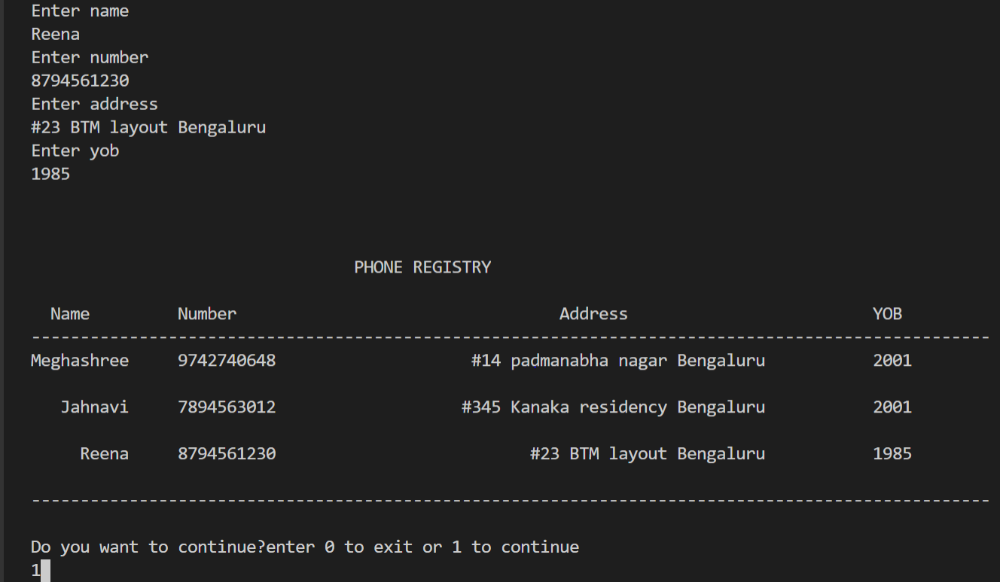 Enter name
Reena
Enter number
8794561230
Enter address
#23 BTM layout Bengaluru
Enter yob
1985
PHONE REGISTRY
Name Number Address YOB
--------------------------------------------------------------------------------------------------
Meghashree 9742740648 #14 padmanabha nagar Bengaluru 2001
Jahnavi 7894563012 #345 Kanaka residency Bengaluru 2001
Reena 8794561230 #23 BTM layout Bengaluru 1985
--------------------------------------------------------------------------------------------------
Do you want to continue?enter 0 to exit or 1 to continue
1